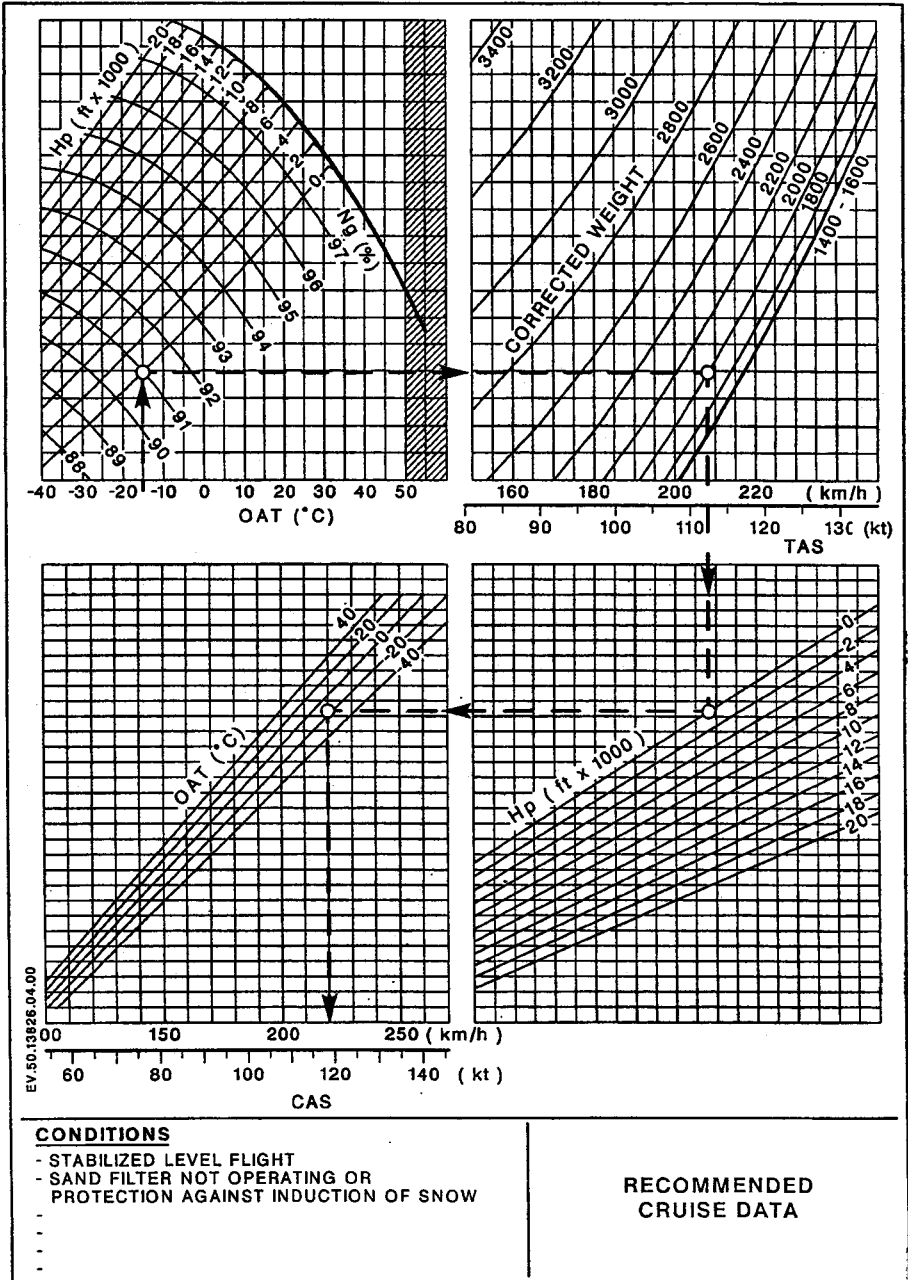 Hp ( ft x 1000)
20
18
16
14
12
10
8
6
4
2
0
Ng (%)
97
96
95
94
93
92
91
90
89
88
-40 -30 -20 -10 0 10 20 30 40 50
OAT (°C)
3400
3200
3000
2800
2600
2400
2200
2000
1800
1400 - 1600
CORRECTED WEIGHT
160 180 200 220 (km/h)
80 90 100 110 120 13 (kt)
TAS
40
20
0
-20
-40
OAT (°C)
00 150 200 250 ( km/h)
60 80 100 120 140 ( kt)
CAS
Hp ( ft x 1000)
0
2
4
6
8
10
12
14
16
18
20
EV.50.13826.04.00
CONDITIONS
- STABILIZED LEVEL FLIGHT
- SAND FILTER NOT OPERATING OR
PROTECTION AGAINST INDUCTION OF SNOW
-
-
-
-
RECOMMENDED
CRUISE DATA